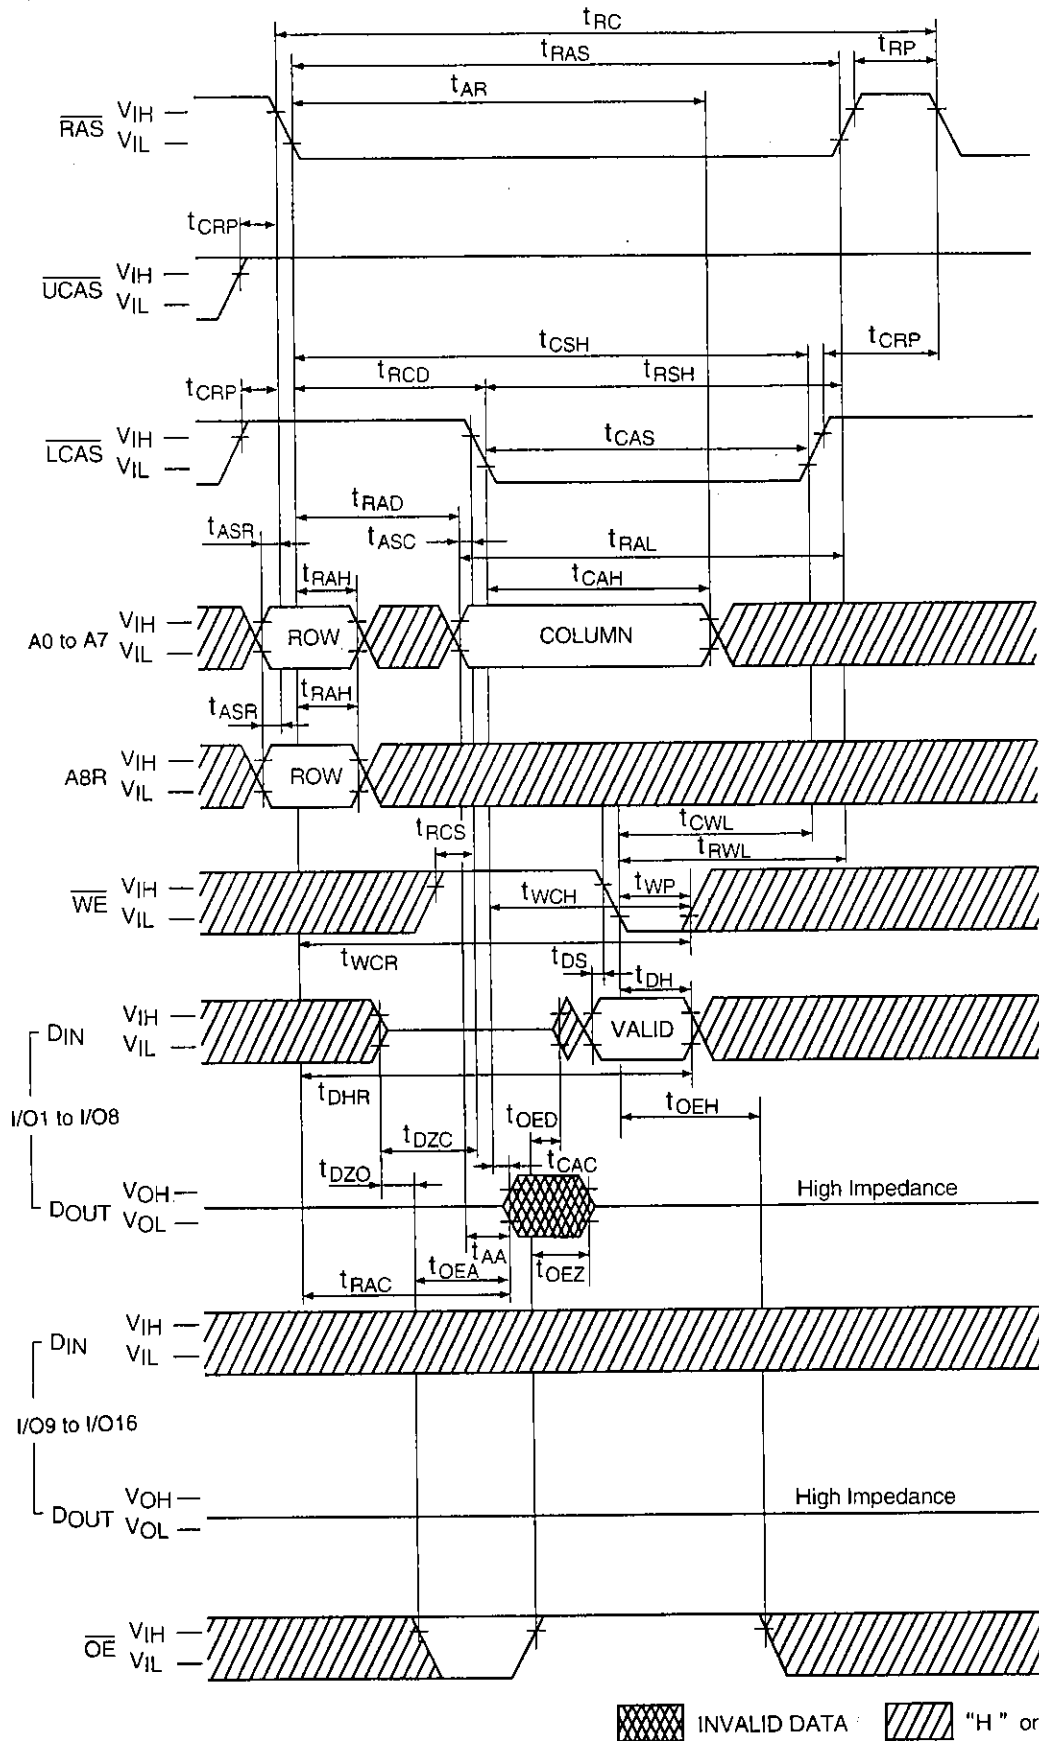 tRC
tRAS
tRP
tAR
RAS
VIH
VIL
tCRP
UCAS
VIH
VIL
tCSH
tCRP
tCRP
tRCD
tRSH
LCAS
VIH
VIL
tCAS
tRAD
tASR
tASC
tRAL
tRAH
tCAH
A0 to A7
VIH
VIL
ROW
COLUMN
tASR
tRAH
A8R
VIH
VIL
ROW
tCWL
tRCS
tRWL
WE
VIH
VIL
tWCH
tWP
tWCR
tDS
tDH
DIN
VIH
VIL
VALID
tDHR
I/O1 to I/O8
tOED
tOEH
tDZC
tCAC
tDZO
DOUT
VOH
VOL
High Impedance
tAA
tOEA
tOEZ
tRAC
DIN
VIH
VIL
I/O9 to I/O16
DOUT
VOH
VOL
High Impedance
OE
VIH
VIL
INVALID DATA
"H" or